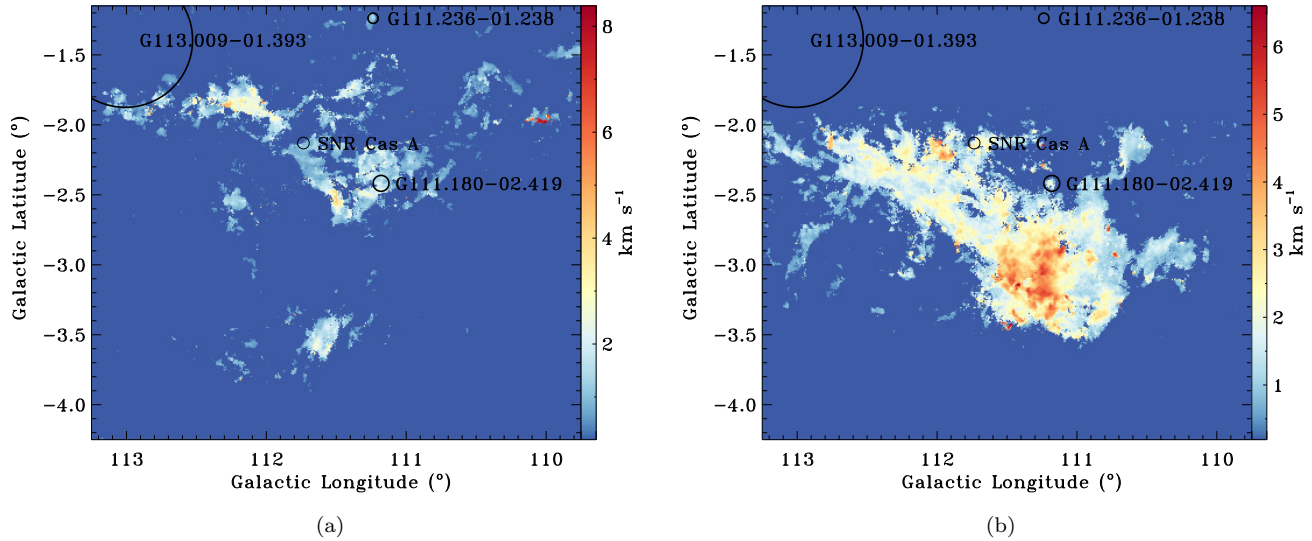 G111.236−01.238
G113.009−01.393
SNR Cas A
G111.180−02.419
−1.5
−2.0
−2.5
−3.0
−3.5
−4.0
Galactic Latitude (°)
113
112
111
110
Galactic Longitude (°)
8
6
4
2
km s⁻¹
(a)
G111.236−01.238
G113.009−01.393
SNR Cas A
G111.180−02.419
−1.5
−2.0
−2.5
−3.0
−3.5
−4.0
Galactic Latitude (°)
113
112
111
110
Galactic Longitude (°)
6
5
4
3
2
1
km s⁻¹
(b)